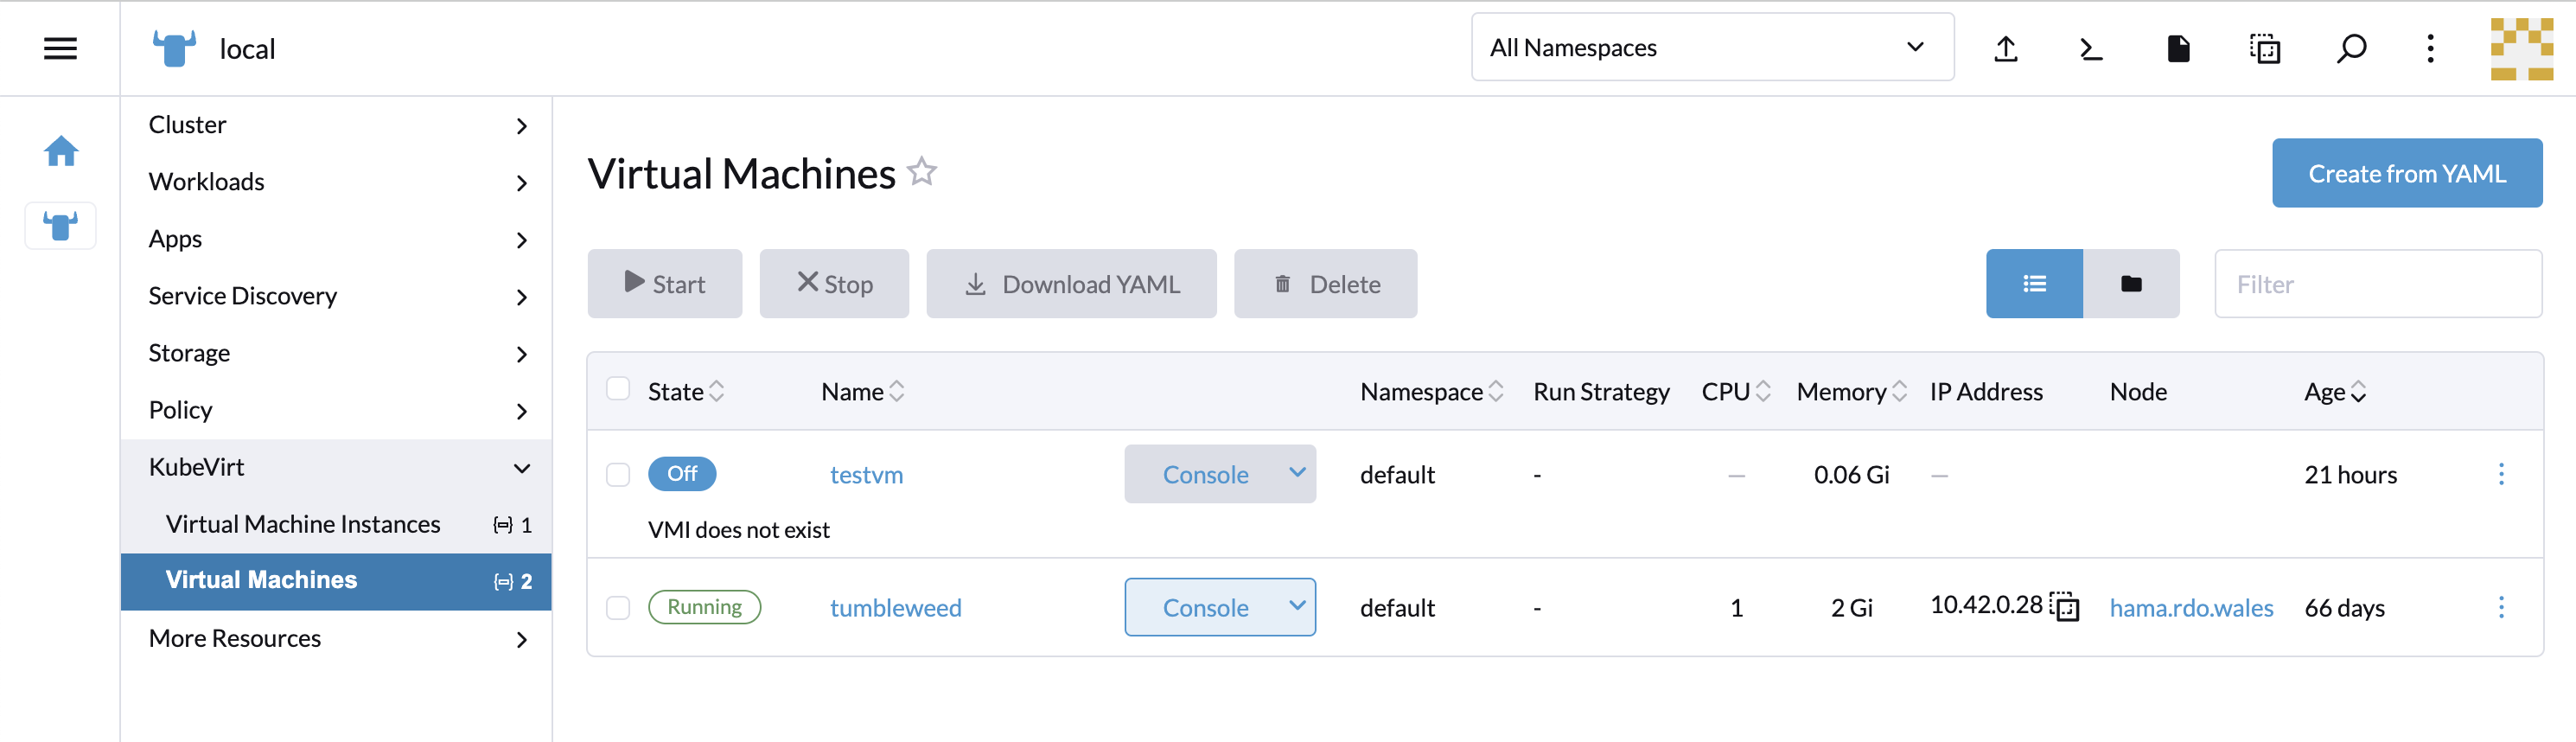 local
All Namespaces
Cluster
Workloads
Apps
Service Discovery
Storage
Policy
KubeVirt
Virtual Machine Instances 1
Virtual Machines 2
More Resources
Virtual Machines
Create from YAML
Start Stop Download YAML Delete
Filter
State Name Namespace Run Strategy CPU Memory IP Address Node Age
Off testvm Console default - — 0.06 Gi — 21 hours
VMI does not exist
Running tumbleweed Console default - 1 2 Gi 10.42.0.28 hama.rdo.wales 66 days